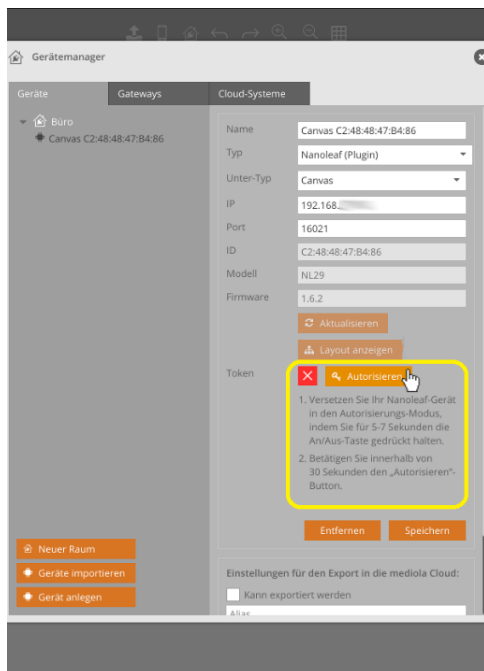 Gerätemanager
Geräte Gateways Cloud-Systeme
Büro
Canvas C2:48:48:47:B4:86
Name Canvas C2:48:48:47:B4:86
Typ Nanoleaf (Plugin)
Unter-Typ Canvas
IP 192.168.
Port 16021
ID C2:48:48:47:B4:86
Modell NL29
Firmware 1.6.2
Aktualisieren
Layout anzeigen
Token Autorisieren
1. Versetzen Sie Ihr Nanoleaf-Gerät
in den Autorisierungs-Modus,
indem Sie für 5-7 Sekunden die
An/Aus-Taste gedrückt halten.
2. Betätigen Sie innerhalb von
30 Sekunden den „Autorisieren“-
Button.
Entfernen Speichern
Neuer Raum
Geräte importieren
Gerät anlegen
Einstellungen für den Export in die mediola Cloud:
Kann exportiert werden
Alias